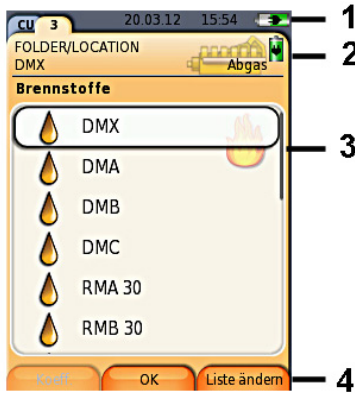 CU 3 20.03.12 15:54 1
FOLDER/LOCATION 2
DMX Abgas
Brennstoffe
DMX
DMA 3
DMB
DMC
RMA 30
RMB 30
Koeff. OK Liste ändern 4